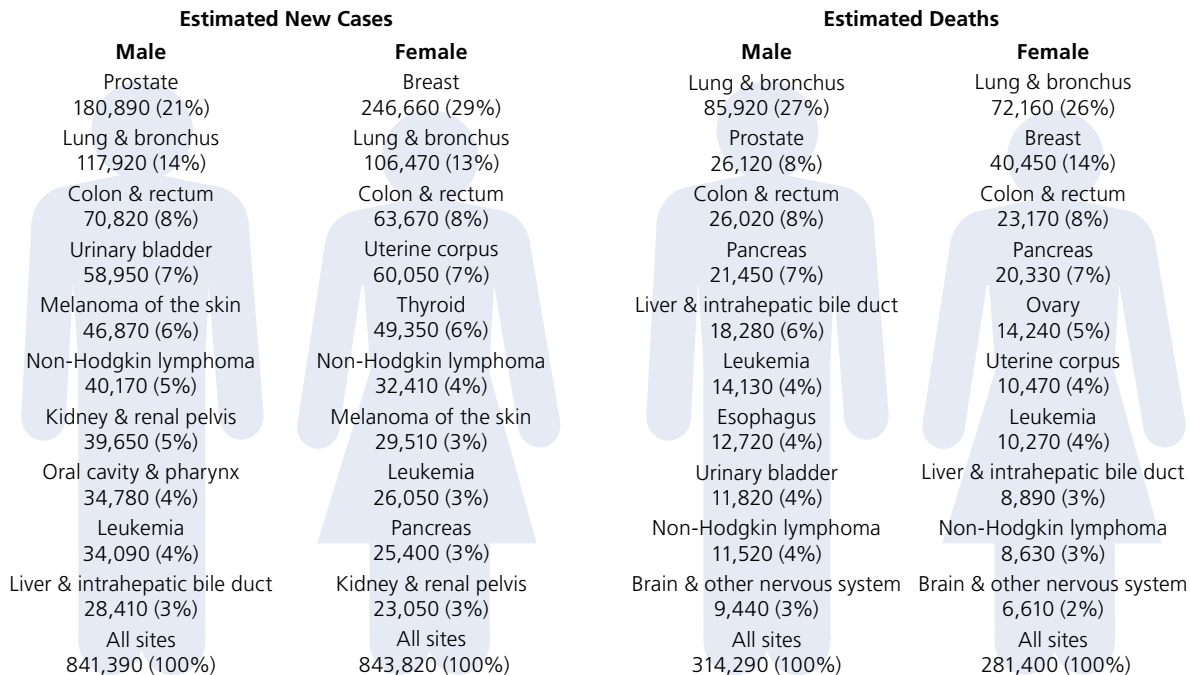 Estimated New Cases
Male
Prostate
180,890 (21%)
Lung & bronchus
117,920 (14%)
Colon & rectum
70,820 (8%)
Urinary bladder
58,950 (7%)
Melanoma of the skin
46,870 (6%)
Non-Hodgkin lymphoma
40,170 (5%)
Kidney & renal pelvis
39,650 (5%)
Oral cavity & pharynx
34,780 (4%)
Leukemia
34,090 (4%)
Liver & intrahepatic bile duct
28,410 (3%)
All sites
841,390 (100%)
Female
Breast
246,660 (29%)
Lung & bronchus
106,470 (13%)
Colon & rectum
63,670 (8%)
Uterine corpus
60,050 (7%)
Thyroid
49,350 (6%)
Non-Hodgkin lymphoma
32,410 (4%)
Melanoma of the skin
29,510 (3%)
Leukemia
26,050 (3%)
Pancreas
25,400 (3%)
Kidney & renal pelvis
23,050 (3%)
All sites
843,820 (100%)
Estimated Deaths
Male
Lung & bronchus
85,920 (27%)
Prostate
26,120 (8%)
Colon & rectum
26,020 (8%)
Pancreas
21,450 (7%)
Liver & intrahepatic bile duct
18,280 (6%)
Leukemia
14,130 (4%)
Esophagus
12,720 (4%)
Urinary bladder
11,820 (4%)
Non-Hodgkin lymphoma
11,520 (4%)
Brain & other nervous system
9,440 (3%)
All sites
314,290 (100%)
Female
Lung & bronchus
72,160 (26%)
Breast
40,450 (14%)
Colon & rectum
23,170 (8%)
Pancreas
20,330 (7%)
Ovary
14,240 (5%)
Uterine corpus
10,470 (4%)
Leukemia
10,270 (4%)
Liver & intrahepatic bile duct
8,890 (3%)
Non-Hodgkin lymphoma
8,630 (3%)
Brain & other nervous system
6,610 (2%)
All sites
281,400 (100%)